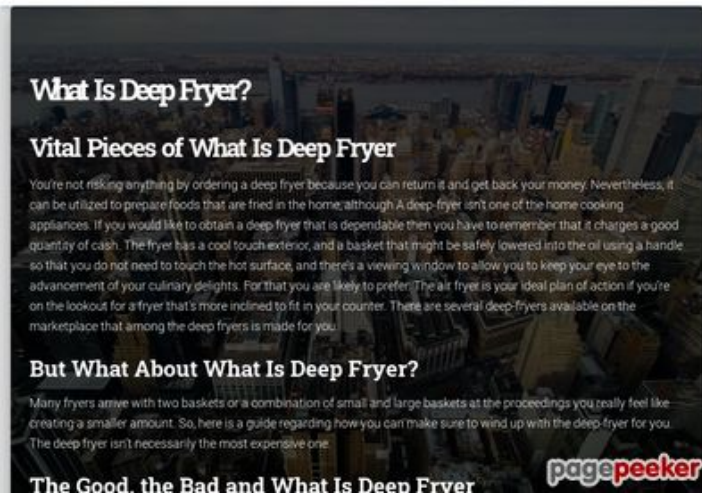 What Is Deep Fryer?
Vital Pieces of What Is Deep Fryer
You're not risking anything by ordering a deep fryer because you can return it and get back your money. Nevertheless, it
can be utilized to prepare foods that are fried in the home, although A deep-fryer isn't one of the home cooking
appliances. If you would like to obtain a deep fryer that is dependable then you have to remember that it charges a good
quantity of cash. The fryer has a cool touch exterior, and a basket that might be safely lowered into the oil using a handle
so that you do not need to touch the hot surface, and there's a viewing window to allow you to keep your eye to the
advancement of your culinary delights. For that you are likely to prefer. The air fryer is your ideal plan of action if you're
on the lookout for a fryer that's more inclined to fit in your counter. There are several deep-fryers available on the
marketplace that among the deep fryers is made for you.
But What About What Is Deep Fryer?
Many fryers arrive with two baskets or a combination of small and large baskets at the proceedings you really feel like
creating a smaller amount. So, here is a guide regarding how you can make sure to wind up with the deep-fryer for you.
The deep fryer isn't necessarily the most expensive one.
The Good, the Bad and What Is Deep Fryer
pagepeeker